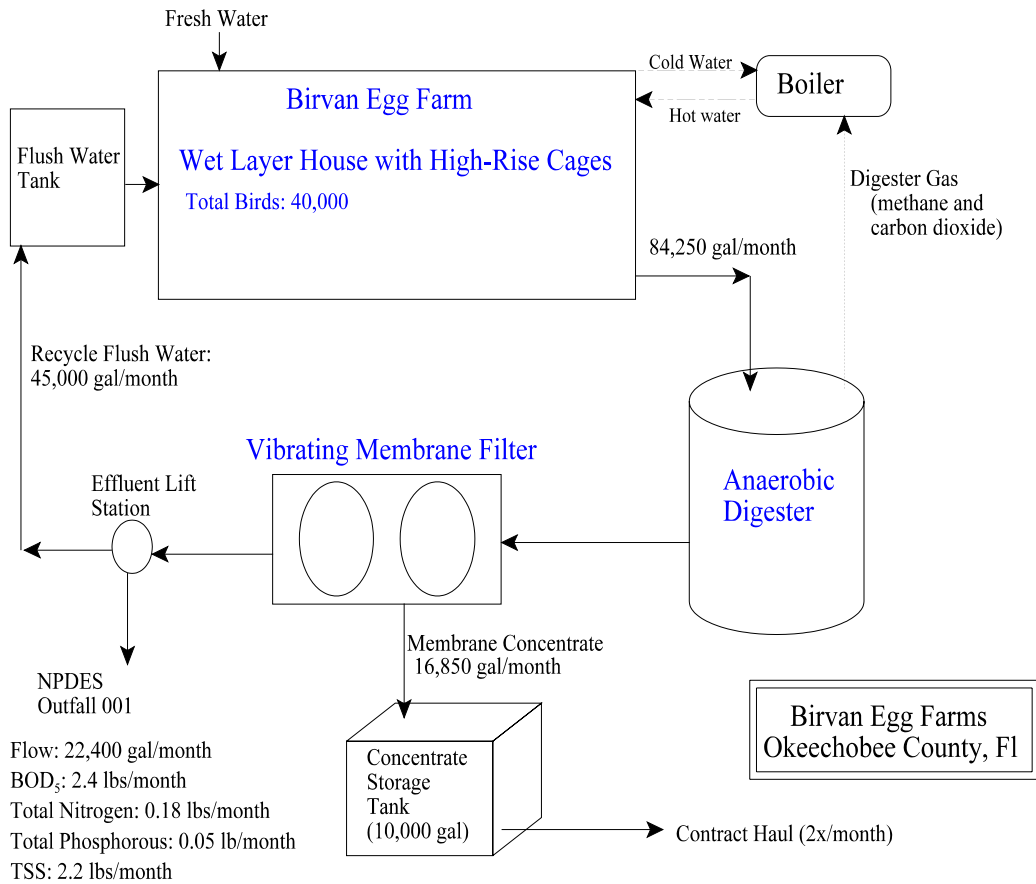 Fresh Water
Cold Water
Boiler
Hot water
Birvan Egg Farm
Wet Layer House with High-Rise Cages
Total Birds: 40,000
Flush Water
Tank
Digester Gas
(methane and
carbon dioxide)
84,250 gal/month
Recycle Flush Water:
45,000 gal/month
Vibrating Membrane Filter
Anaerobic
Digester
Effluent Lift
Station
Membrane Concentrate
16,850 gal/month
NPDES
Outfall 001
Flow: 22,400 gal/month
BOD₅: 2.4 lbs/month
Total Nitrogen: 0.18 lbs/month
Total Phosphorous: 0.05 lb/month
TSS: 2.2 lbs/month
Concentrate
Storage
Tank
(10,000 gal)
Contract Haul (2x/month)
Birvan Egg Farms
Okeechobee County, Fl